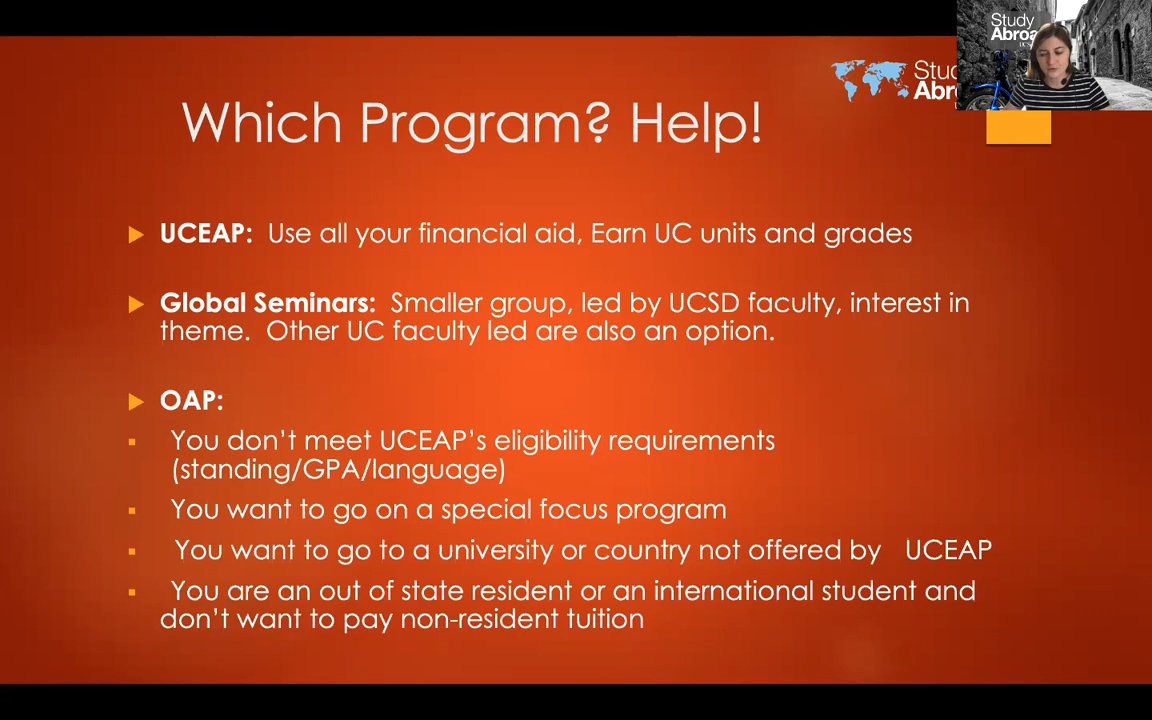 Study
Abroa
UCS
Stud
Abr
Which Program? Help!
UCEAP:  Use all your financial aid, Earn UC units and grades
Global Seminars:  Smaller group, led by UCSD faculty, interest in
theme.  Other UC faculty led are also an option.
OAP:
You don't meet UCEAP's eligibility requirements
(standing/GPA/language)
You want to go on a special focus program
You want to go to a university or country not offered by   UCEAP
You are an out of state resident or an international student and
don't want to pay non-resident tuition